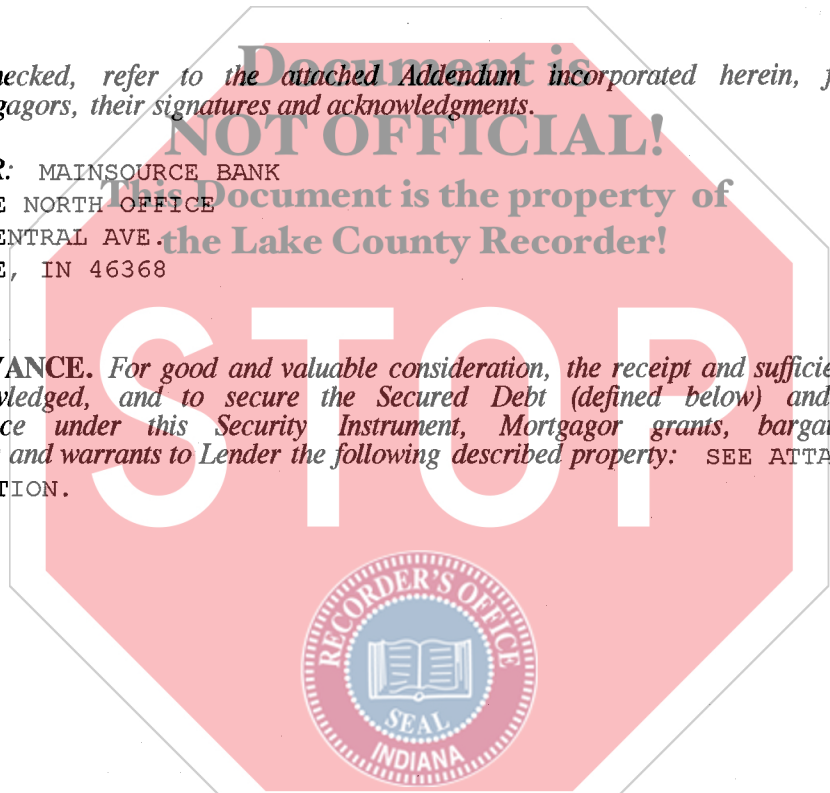 necked, refer to the attached Addendum incorporated herein, f
gagors, their signatures and acknowledgments.
R: MAINSOURCE BANK
E NORTH OFFICE
ENTRAL AVE.
E, IN 46368
VANCE. For good and valuable consideration, the receipt and sufficie
vledged, and to secure the Secured Debt (defined below) and
ce under this Security Instrument, Mortgagor grants, bargai
and warrants to Lender the following described property: SEE ATTA
TION.
Document is
NOT OFFICIAL!
This Document is the property of
the Lake County Recorder!
STOP
RECORDER'S OFFICE
SEAL
INDIANA